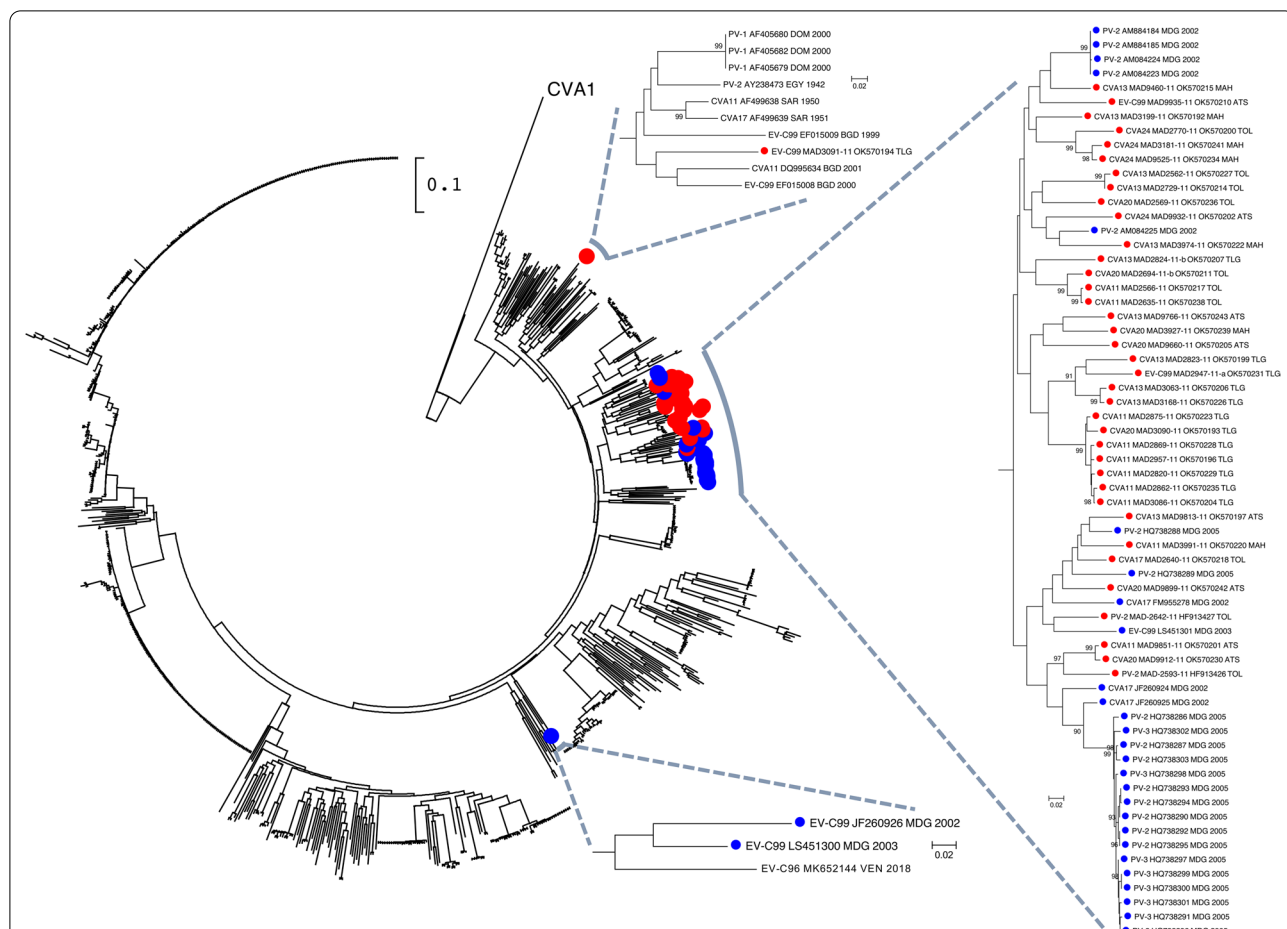 CVA1
0.1
PV-1 AF405680 DOM 2000
99
PV-1 AF405682 DOM 2000
PV-1 AF405679 DOM 2000
0.02
PV-2 AY238473 EGY 1942
CVA11 AF499638 SAR 1950
99
CVA17 AF499639 SAR 1951
EV-C99 EF015009 BGD 1999
EV-C99 MAD3091-11 OK570194 TLG
CVA11 DQ995634 BGD 2001
EV-C99 EF015008 BGD 2000
EV-C99 JF260926 MDG 2002
EV-C99 LS451300 MDG 2003
0.02
EV-C96 MK652144 VEN 2018
PV-2 AM884184 MDG 2002
PV-2 AM884185 MDG 2002
99
PV-2 AM084224 MDG 2002
PV-2 AM084223 MDG 2002
CVA13 MAD9460-11 OK570215 MAH
EV-C99 MAD9935-11 OK570210 ATS
CVA13 MAD3199-11 OK570192 MAH
CVA24 MAD2770-11 OK570200 TOL
99
CVA24 MAD3181-11 OK570241 MAH
98
CVA24 MAD9525-11 OK570234 MAH
CVA13 MAD2562-11 OK570227 TOL
99
CVA13 MAD2729-11 OK570214 TOL
CVA20 MAD2569-11 OK570236 TOL
CVA24 MAD9932-11 OK570202 ATS
PV-2 AM084225 MDG 2002
CVA13 MAD3974-11 OK570222 MAH
CVA13 MAD2824-11-b OK570207 TLG
CVA20 MAD2694-11-b OK570211 TOL
99
CVA11 MAD2566-11 OK570217 TOL
99
CVA11 MAD2635-11 OK570238 TOL
CVA13 MAD9766-11 OK570243 ATS
CVA20 MAD3927-11 OK570239 MAH
CVA20 MAD9660-11 OK570205 ATS
CVA13 MAD2823-11 OK570199 TLG
91
EV-C99 MAD2947-11-a OK570231 TLG
CVA13 MAD3063-11 OK570206 TLG
99
CVA13 MAD3168-11 OK570226 TLG
CVA11 MAD2875-11 OK570223 TLG
CVA20 MAD3090-11 OK570193 TLG
99
CVA11 MAD2869-11 OK570228 TLG
CVA11 MAD2957-11 OK570196 TLG
CVA11 MAD2820-11 OK570229 TLG
CVA11 MAD2862-11 OK570235 TLG
98
CVA11 MAD3086-11 OK570204 TLG
CVA13 MAD9813-11 OK570197 ATS
PV-2 HQ738288 MDG 2005
CVA11 MAD3991-11 OK570220 MAH
CVA17 MAD2640-11 OK570218 TOL
PV-2 HQ738289 MDG 2005
CVA20 MAD9899-11 OK570242 ATS
CVA17 FM955278 MDG 2002
PV-2 MAD-2642-11 HF913427 TOL
EV-C99 LS451301 MDG 2003
99
CVA11 MAD9851-11 OK570201 ATS
97
CVA20 MAD9912-11 OK570230 ATS
PV-2 MAD-2593-11 HF913426 TOL
CVA17 JF260924 MDG 2002
CVA17 JF260925 MDG 2002
PV-2 HQ738286 MDG 2005
90
PV-3 HQ738302 MDG 2005
PV-2 HQ738287 MDG 2005
99
PV-2 HQ738303 MDG 2005
PV-3 HQ738298 MDG 2005
PV-2 HQ738293 MDG 2005
0.02
PV-2 HQ738294 MDG 2005
93
PV-2 HQ738290 MDG 2005
PV-2 HQ738292 MDG 2005
96
PV-2 HQ738295 MDG 2005
PV-3 HQ738297 MDG 2005
98
PV-3 HQ738299 MDG 2005
PV-3 HQ738300 MDG 2005
PV-3 HQ738301 MDG 2005
PV-3 HQ738291 MDG 2005